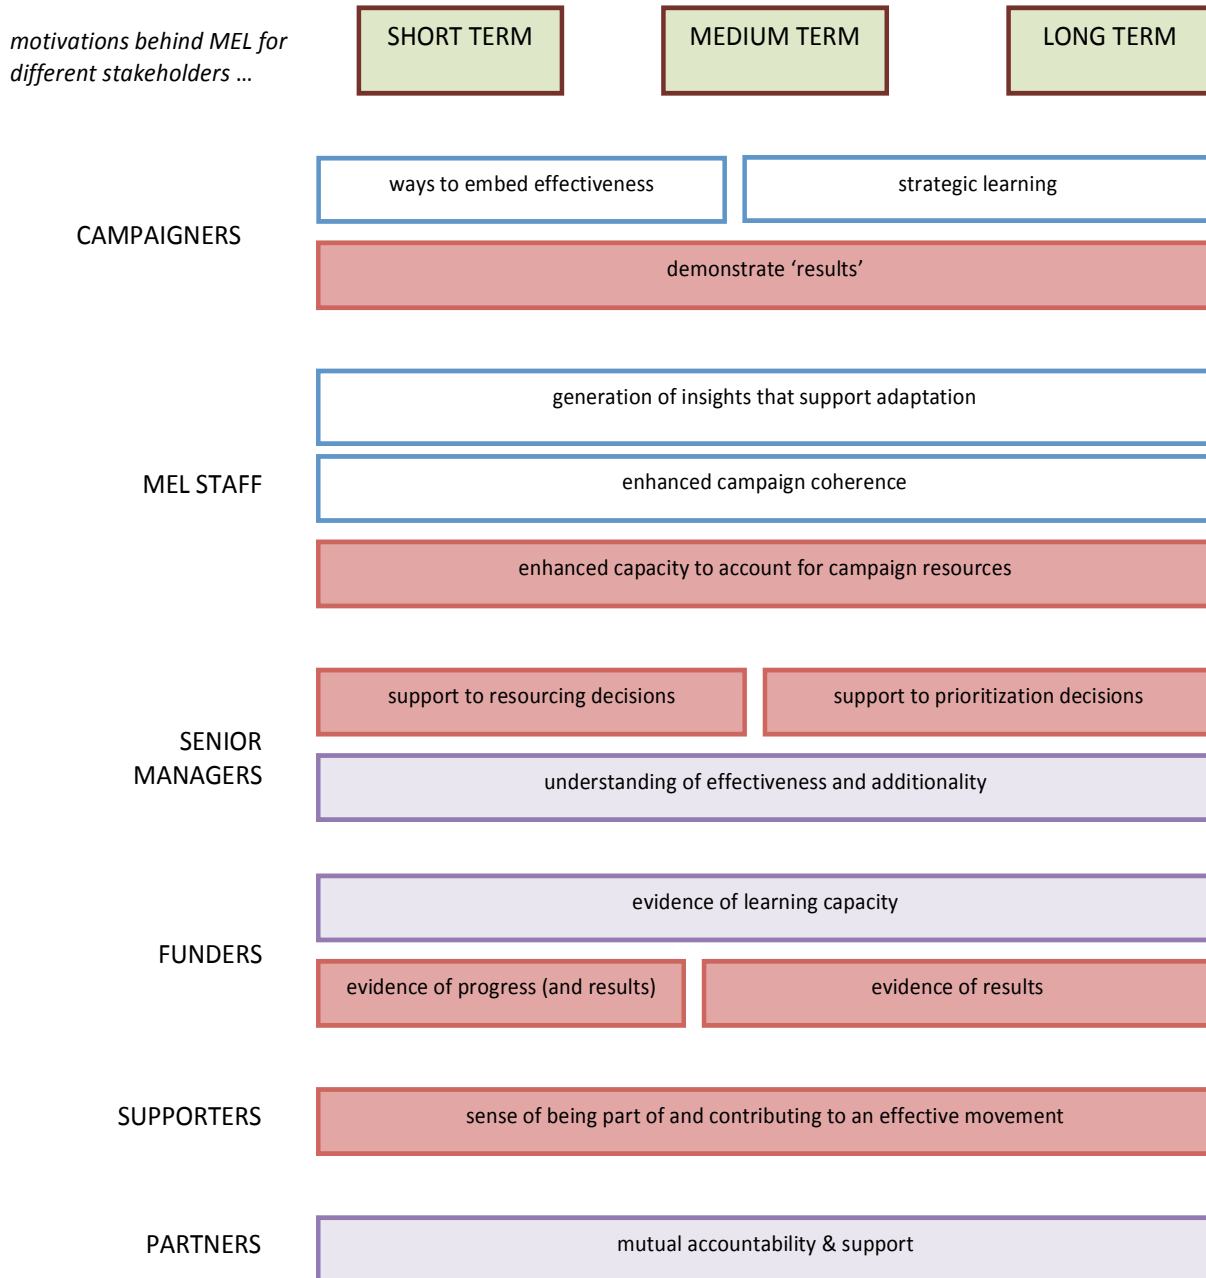 motivations behind MEL for
different stakeholders ...
SHORT TERM
MEDIUM TERM
LONG TERM
CAMPAIGNERS
ways to embed effectiveness
strategic learning
demonstrate ‘results’
MEL STAFF
generation of insights that support adaptation
enhanced campaign coherence
enhanced capacity to account for campaign resources
SENIOR
MANAGERS
support to resourcing decisions
support to prioritization decisions
understanding of effectiveness and additionality
FUNDERS
evidence of learning capacity
evidence of progress (and results)
evidence of results
SUPPORTERS
sense of being part of and contributing to an effective movement
PARTNERS
mutual accountability & support